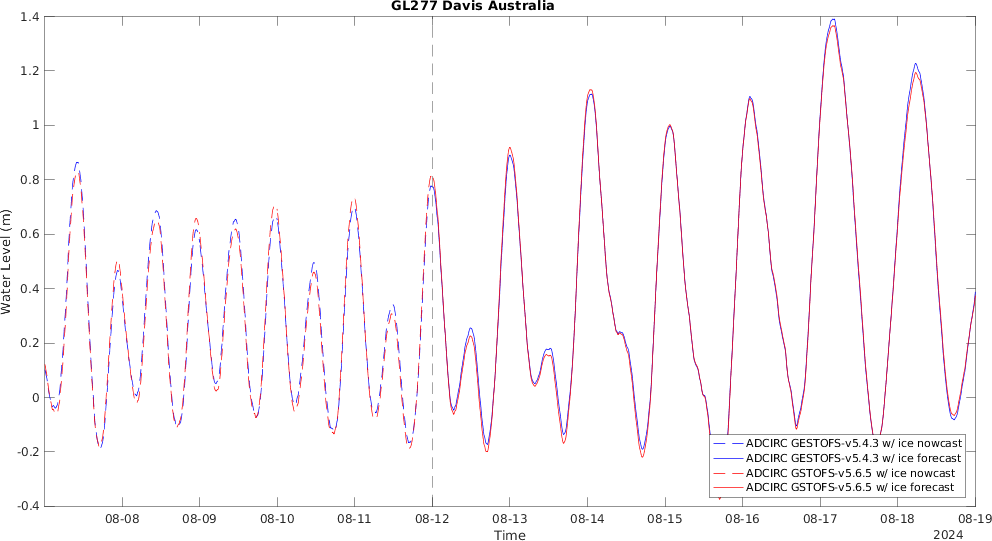 GL277 Davis Australia
1.4
1.2
1
0.8
0.6
0.4
0.2
0
-0.2
-0.4
Water Level (m)
ADCIRC GESTOFS-v5.4.3 w/ ice nowcast
ADCIRC GESTOFS-v5.4.3 w/ ice forecast
ADCIRC GSTOFS-v5.6.5 w/ ice nowcast
ADCIRC GSTOFS-v5.6.5 w/ ice forecast
08-08 08-09 08-10 08-11 08-12 08-13 08-14 08-15 08-16 08-17 08-18 08-19
Time
2024